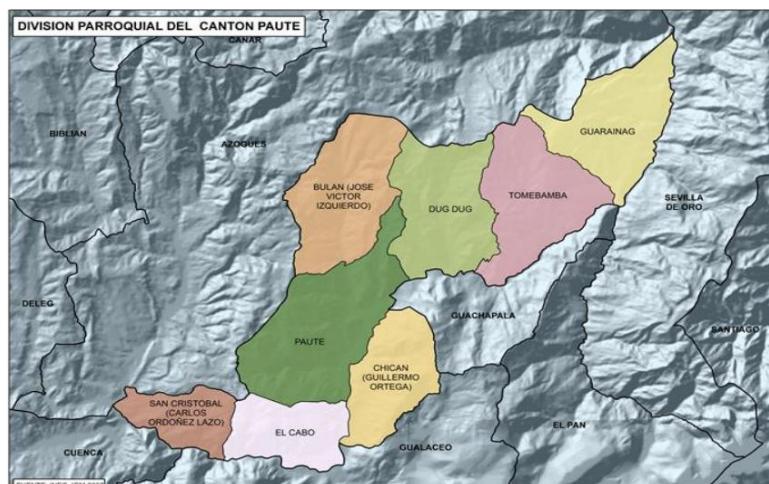 DIVISION PARROQUIAL DEL CANTON PAUTE
CAÑAR
BIBLIAN
AZOGUES
GUARAINAG
BULAN (JOSE
VICTOR
IZQUIERDO)
DUG DUG
TOMEBAMBA
SEVILLA
DE ORO
DELEG
GUACHAPALA
SANTIAGO
PAUTE
CHICAN
(GUILLERMO
ORTEGA)
SAN CRISTOBAL
(CARLOS
ORDOÑEZ LAZO)
EL CABO
EL PAN
GUALACEO
CUENCA